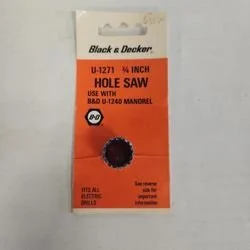 Black & Decker
U-1271 ¾ INCH
HOLE SAW
USE WITH
B&D U-1240 MANDREL
B·D
FITS ALL
ELECTRIC
DRILLS
See reverse
side for
important
information